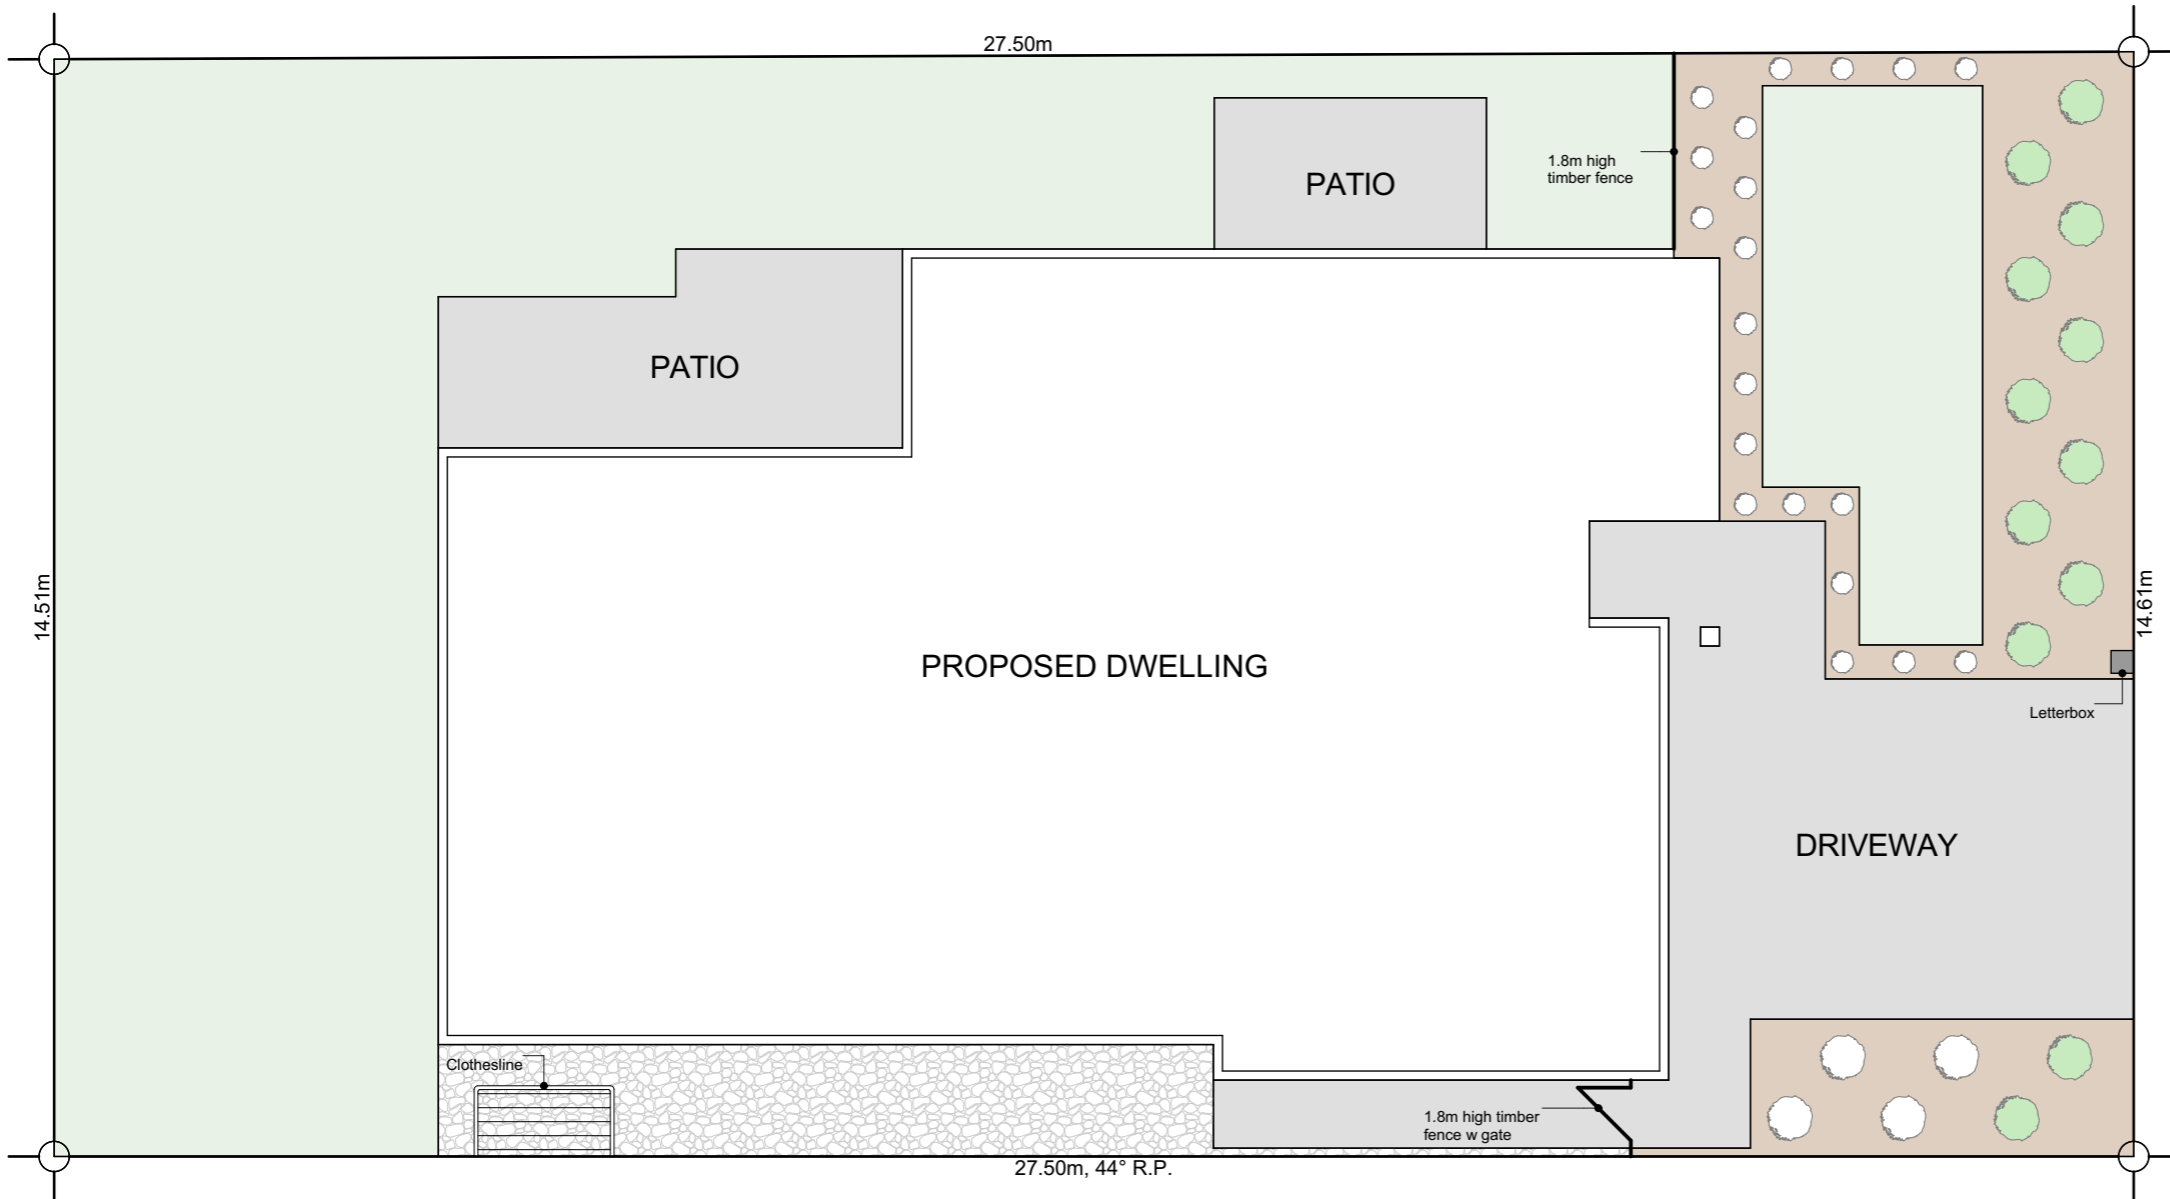 27.50m
1.8m high
timber fence
PATIO
PATIO
14.51m
14.61m
PROPOSED DWELLING
Letterbox
DRIVEWAY
Clothesline
1.8m high timber
fence w gate
27.50m, 44° R.P.